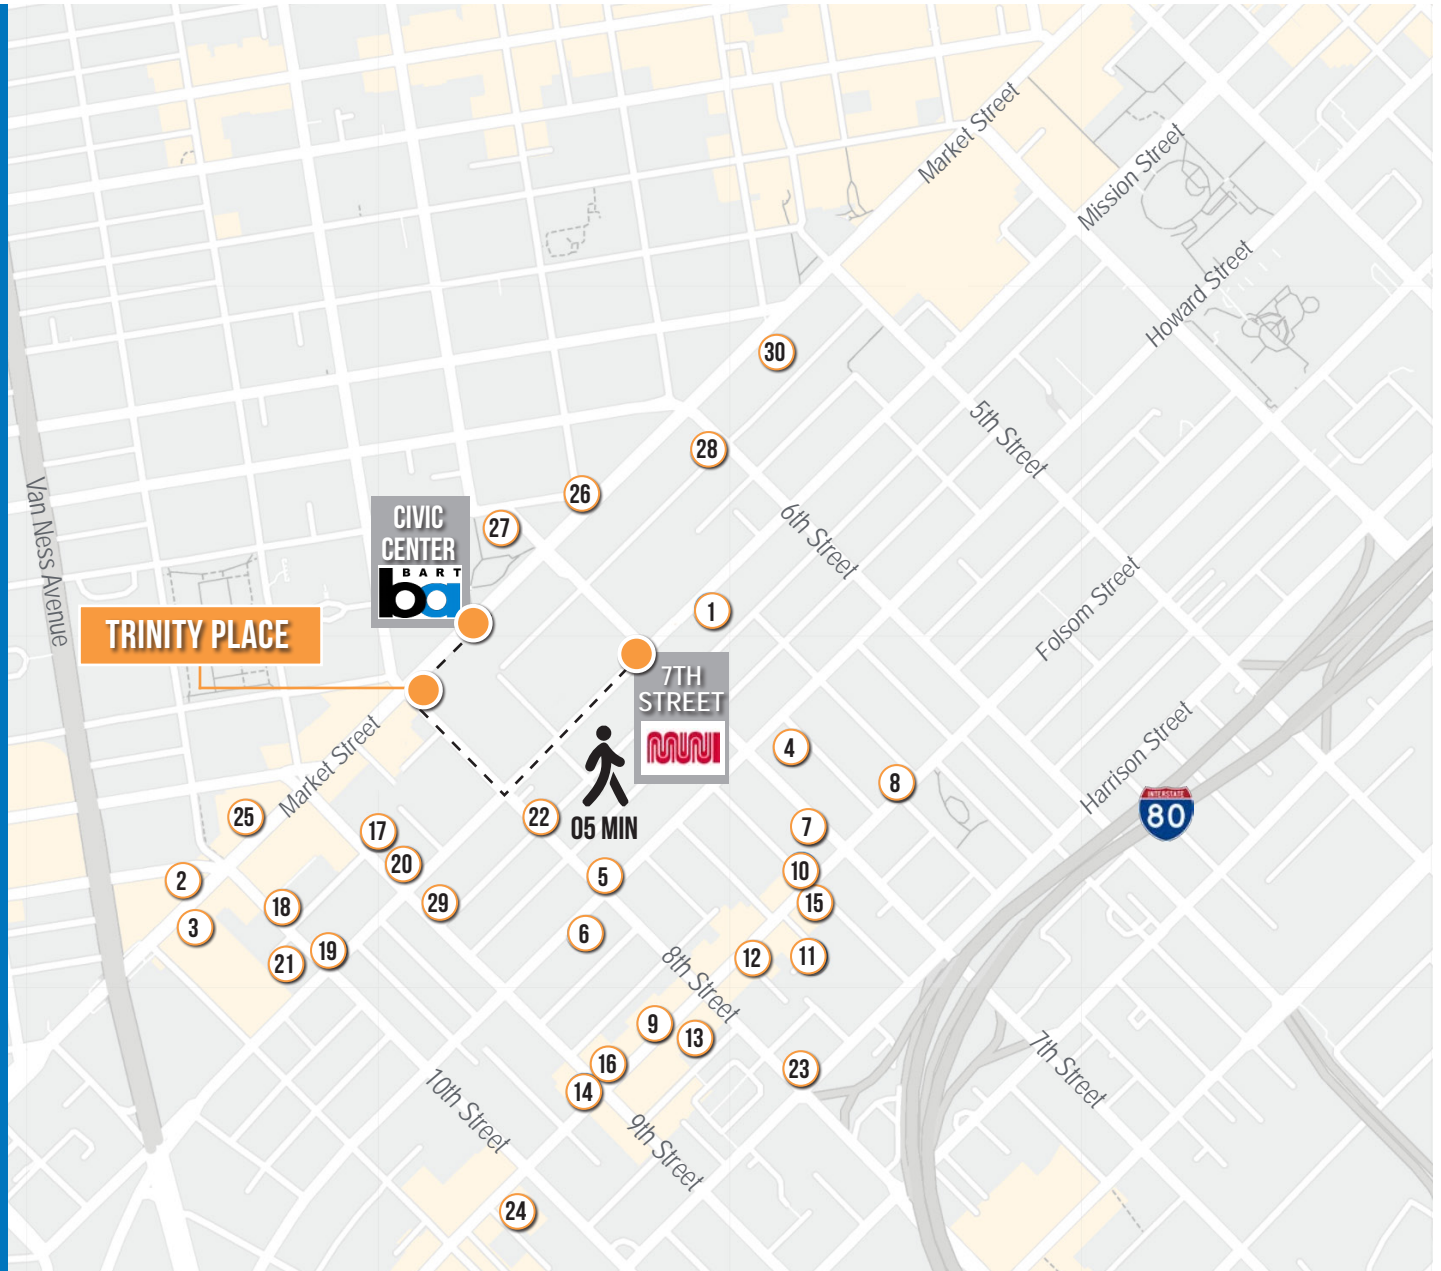 Market Street
Mission Street
Howard Street
30
5th Street
28
26
6th Street
27
CIVIC
CENTER
BART
ba
Van Ness Avenue
TRINITY PLACE
1
7TH
STREET
MUNI
Folsom Street
Harrison Street
INTERSTATE
80
Market Street
4
8
25
17
22
05 MIN
7
20
5
10
2
18
29
15
3
6
19
21
12
11
8th Street
9
13
16
23
14
10th Street
9th Street
7th Street
24